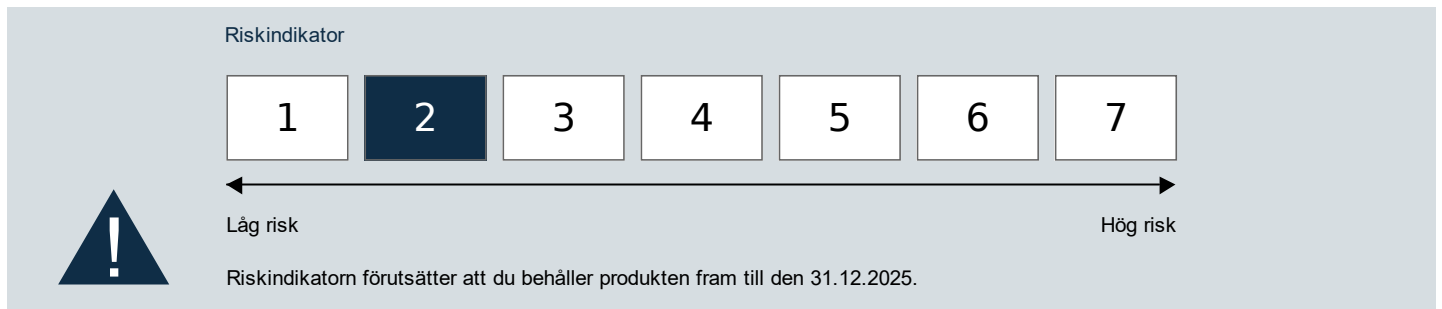 Riskindikator
1 2 3 4 5 6 7
Låg risk Hög risk
!
Riskindikatorn förutsätter att du behåller produkten fram till den 31.12.2025.